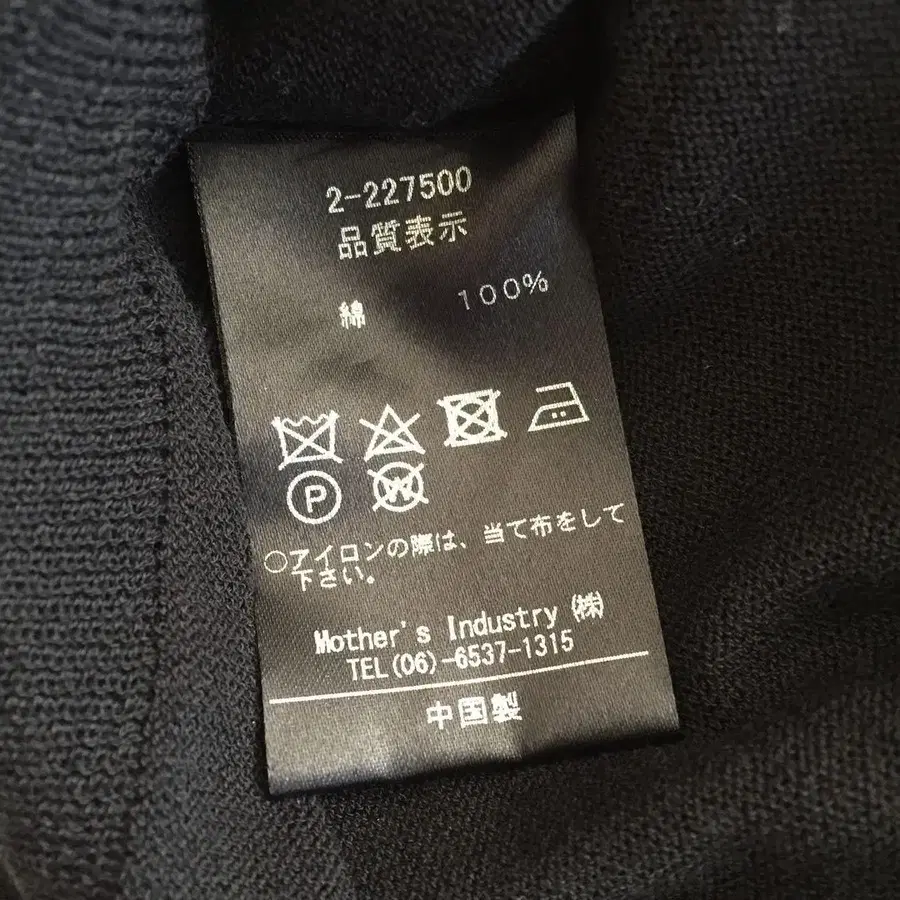 2-227500
品質表示
綿 100%
P W
○アイロンの際は、当て布をして
下さい。
Mother's Industry ㈱
TEL(06)-6537-1315
中国製